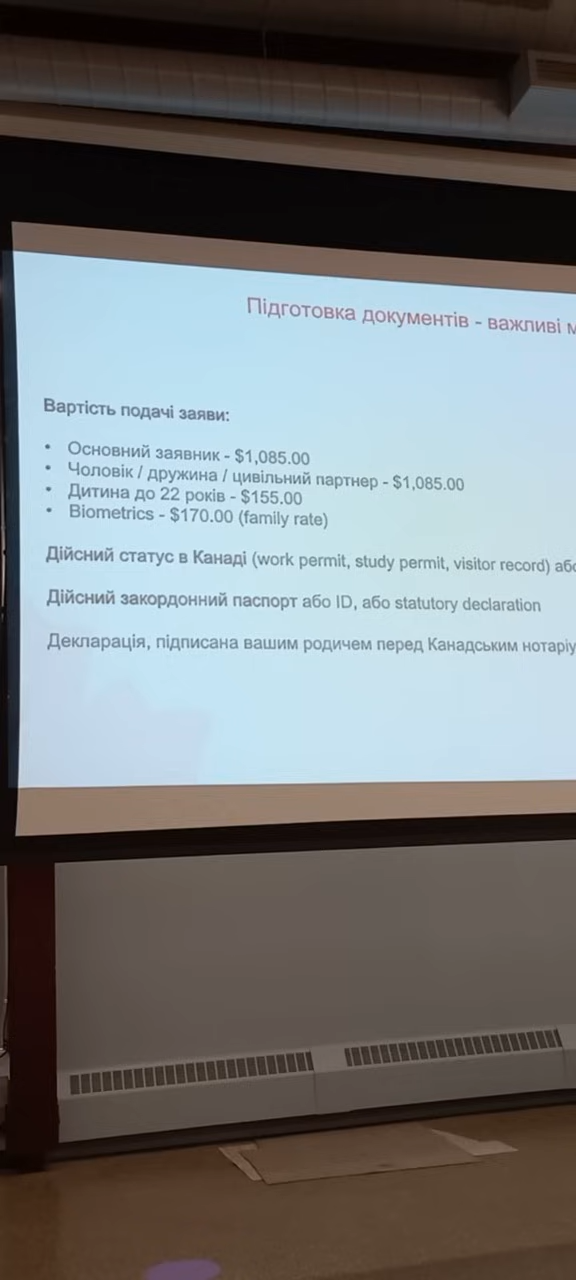 Підготовка документів - важливі
Вартість подачі заяви:
• Основний заявник - $1,085.00
• Чоловік / дружина / цивільний партнер - $1,085.00
• Дитина до 22 років - $155.00
• Biometrics - $170.00 (family rate)
Дійсний статус в Канаді (work permit, study permit, visitor record)
Дійсний закордонний паспорт або ID, або statutory declaration
Декларація, підписана вашим родичем перед Канадським